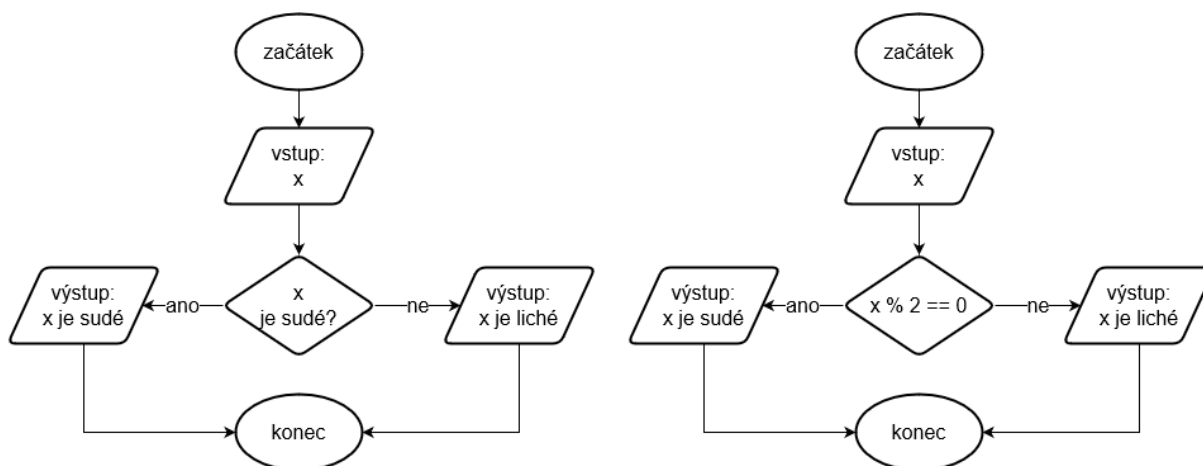 začátek
vstup:
x
x
je sudé?
ano
ne
výstup:
x je sudé
výstup:
x je liché
konec
začátek
vstup:
x
x % 2 == 0
ano
ne
výstup:
x je sudé
výstup:
x je liché
konec